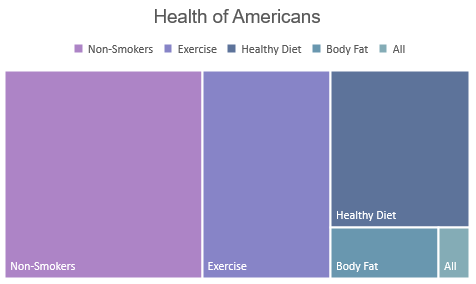 Health of Americans
Non-Smokers Exercise Healthy Diet Body Fat All
Healthy Diet
Non-Smokers Exercise Body Fat All